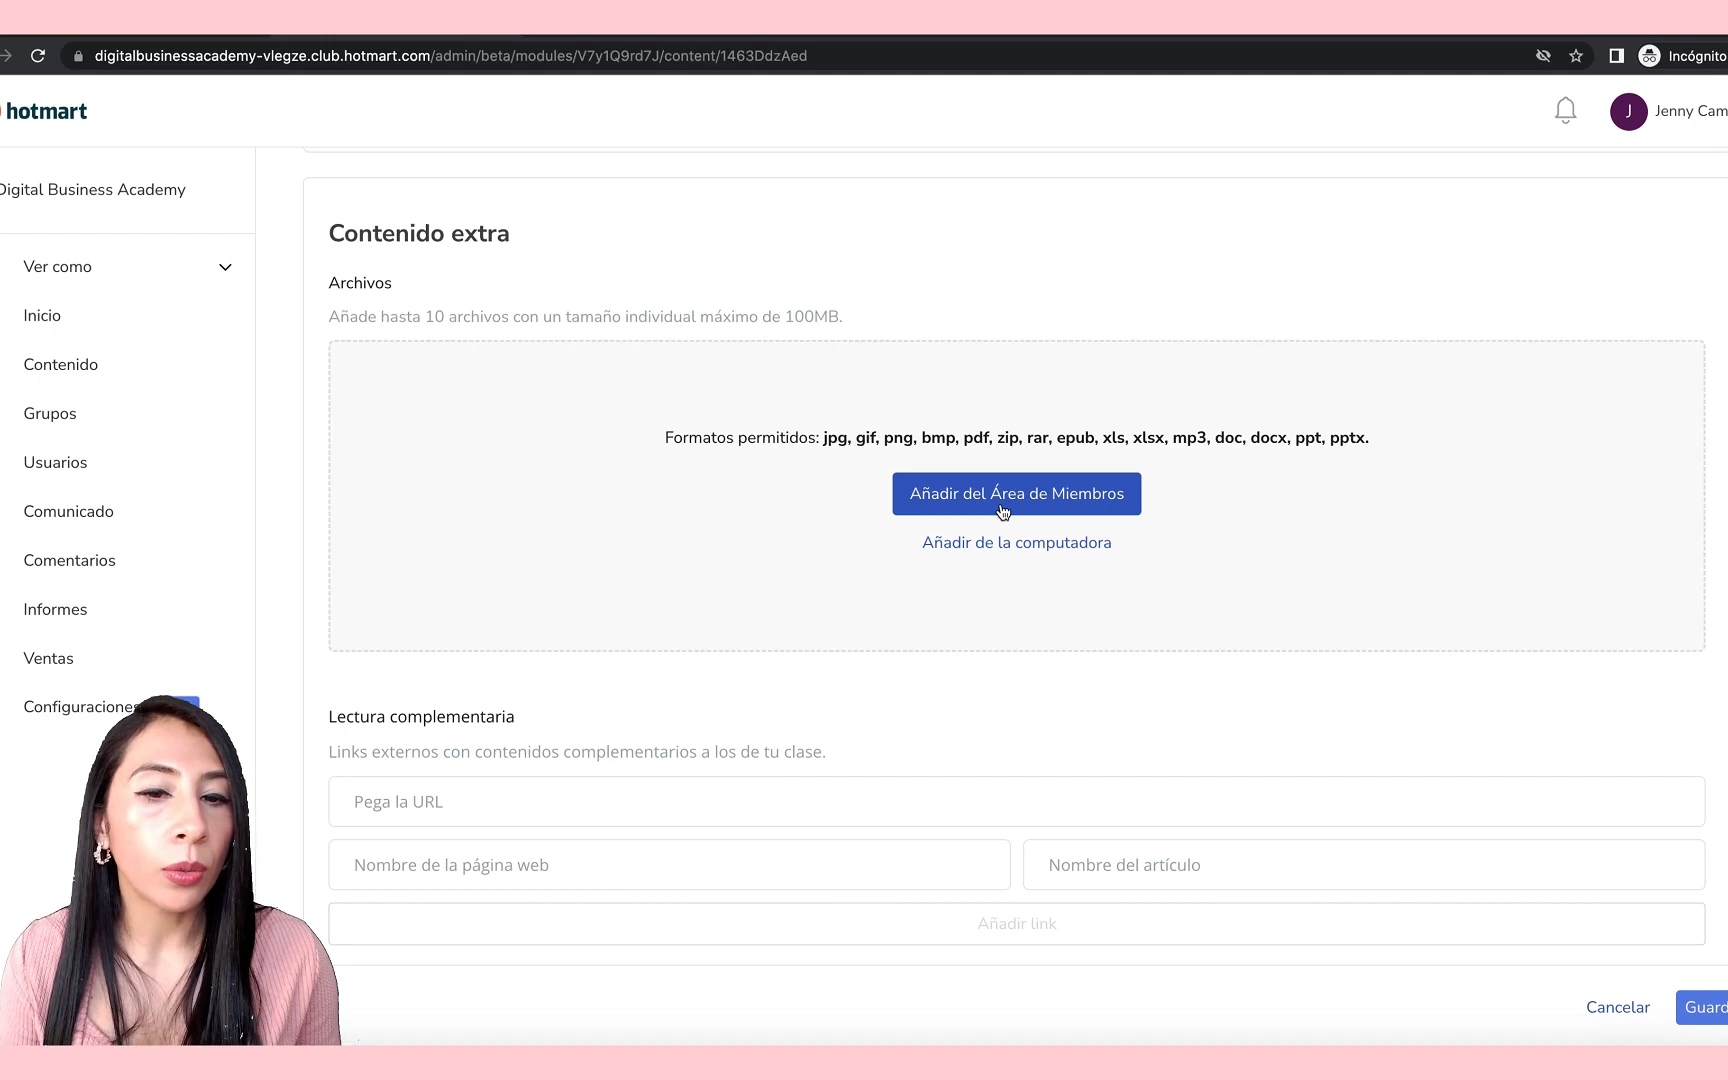 digitalbusinessacademy-vlegze.club.hotmart.com/admin/beta/modules/V7y1Q9rd7J/content/1463DdzAed
Incógnito
hotmart
J
Jenny Cam
Digital Business Academy
Ver como
Inicio
Contenido
Grupos
Usuarios
Comunicado
Comentarios
Informes
Ventas
Configuraciones
Contenido extra
Archivos
Añade hasta 10 archivos con un tamaño individual máximo de 100MB.
Formatos permitidos: jpg, gif, png, bmp, pdf, zip, rar, epub, xls, xlsx, mp3, doc, docx, ppt, pptx.
Añadir del Área de Miembros
Añadir de la computadora
Lectura complementaria
Links externos con contenidos complementarios a los de tu clase.
Pega la URL
Nombre de la página web
Nombre del artículo
Añadir link
Cancelar
Guard